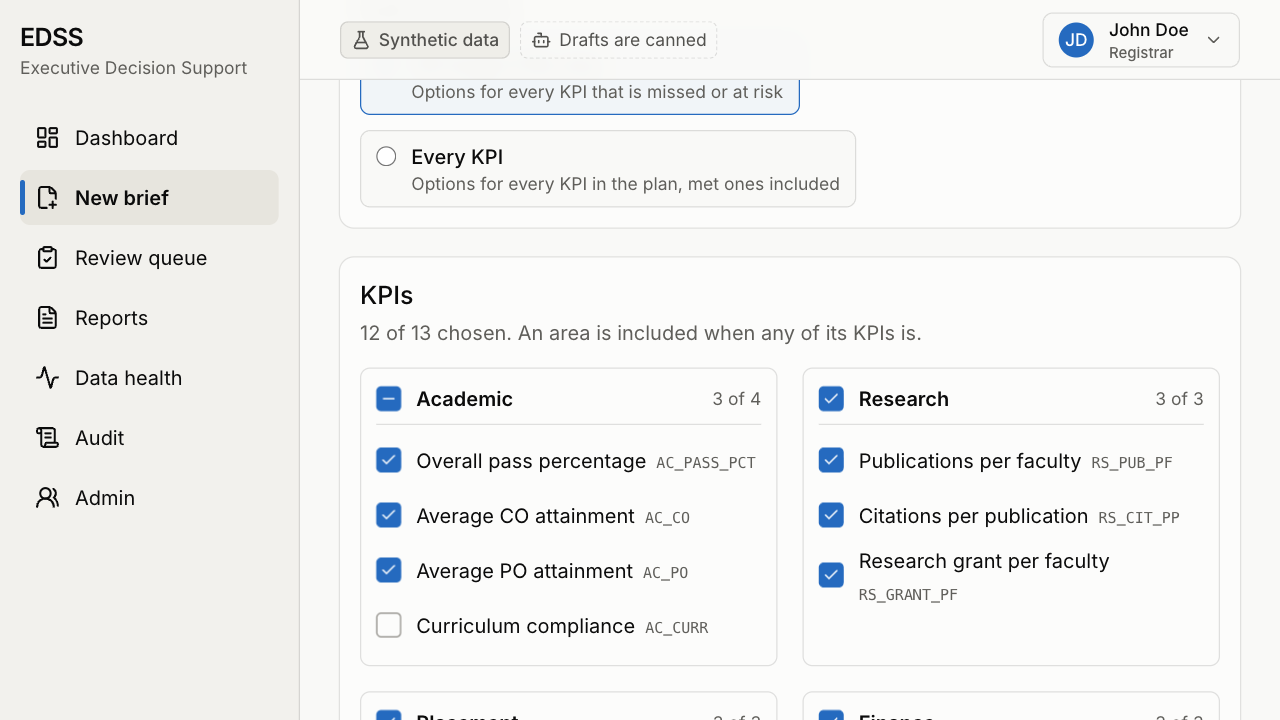 EDSS
Executive Decision Support
Dashboard
New brief
Review queue
Reports
Data health
Audit
Admin
Synthetic data
Drafts are canned
JD
John Doe
Registrar
Options for every KPI that is missed or at risk
Every KPI
Options for every KPI in the plan, met ones included
KPIs
12 of 13 chosen. An area is included when any of its KPIs is.
Academic 3 of 4
Overall pass percentage AC_PASS_PCT
Average CO attainment AC_CO
Average PO attainment AC_PO
Curriculum compliance AC_CURR
Research 3 of 3
Publications per faculty RS_PUB_PF
Citations per publication RS_CIT_PP
Research grant per faculty
RS_GRANT_PF
Placement
Finance